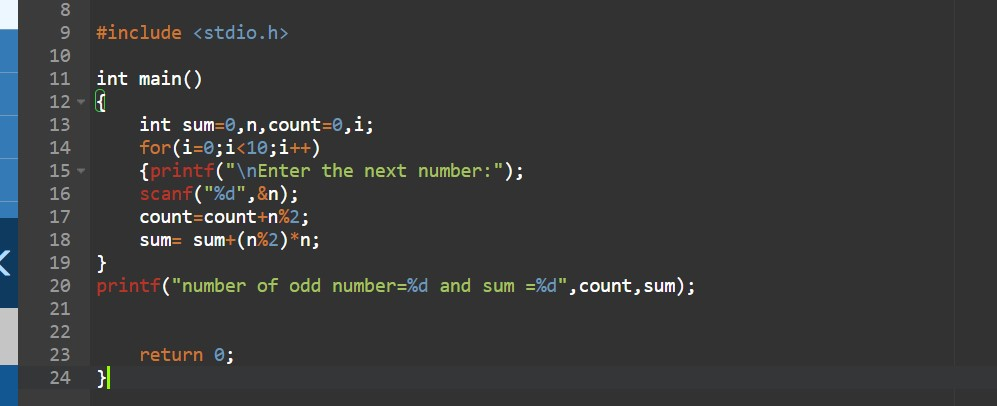 8
9 #include <stdio.h>
10
11 int main()
12 {
13 int sum=0,n,count=0,i;
14 for(i=0;i<10;i++)
15 {printf("\nEnter the next number:");
16 scanf("%d",&n);
17 count=count+n%2;
18 sum= sum+(n%2)*n;
19 }
20 printf("number of odd number=%d and sum =%d",count,sum);
21
22
23 return 0;
24 }